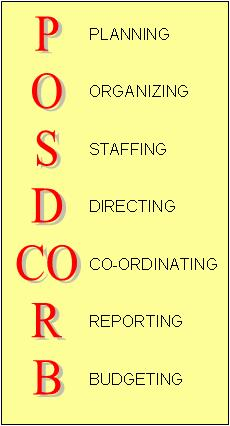 P PLANNING
O ORGANIZING
S STAFFING
D DIRECTING
CO CO-ORDINATING
R REPORTING
B BUDGETING